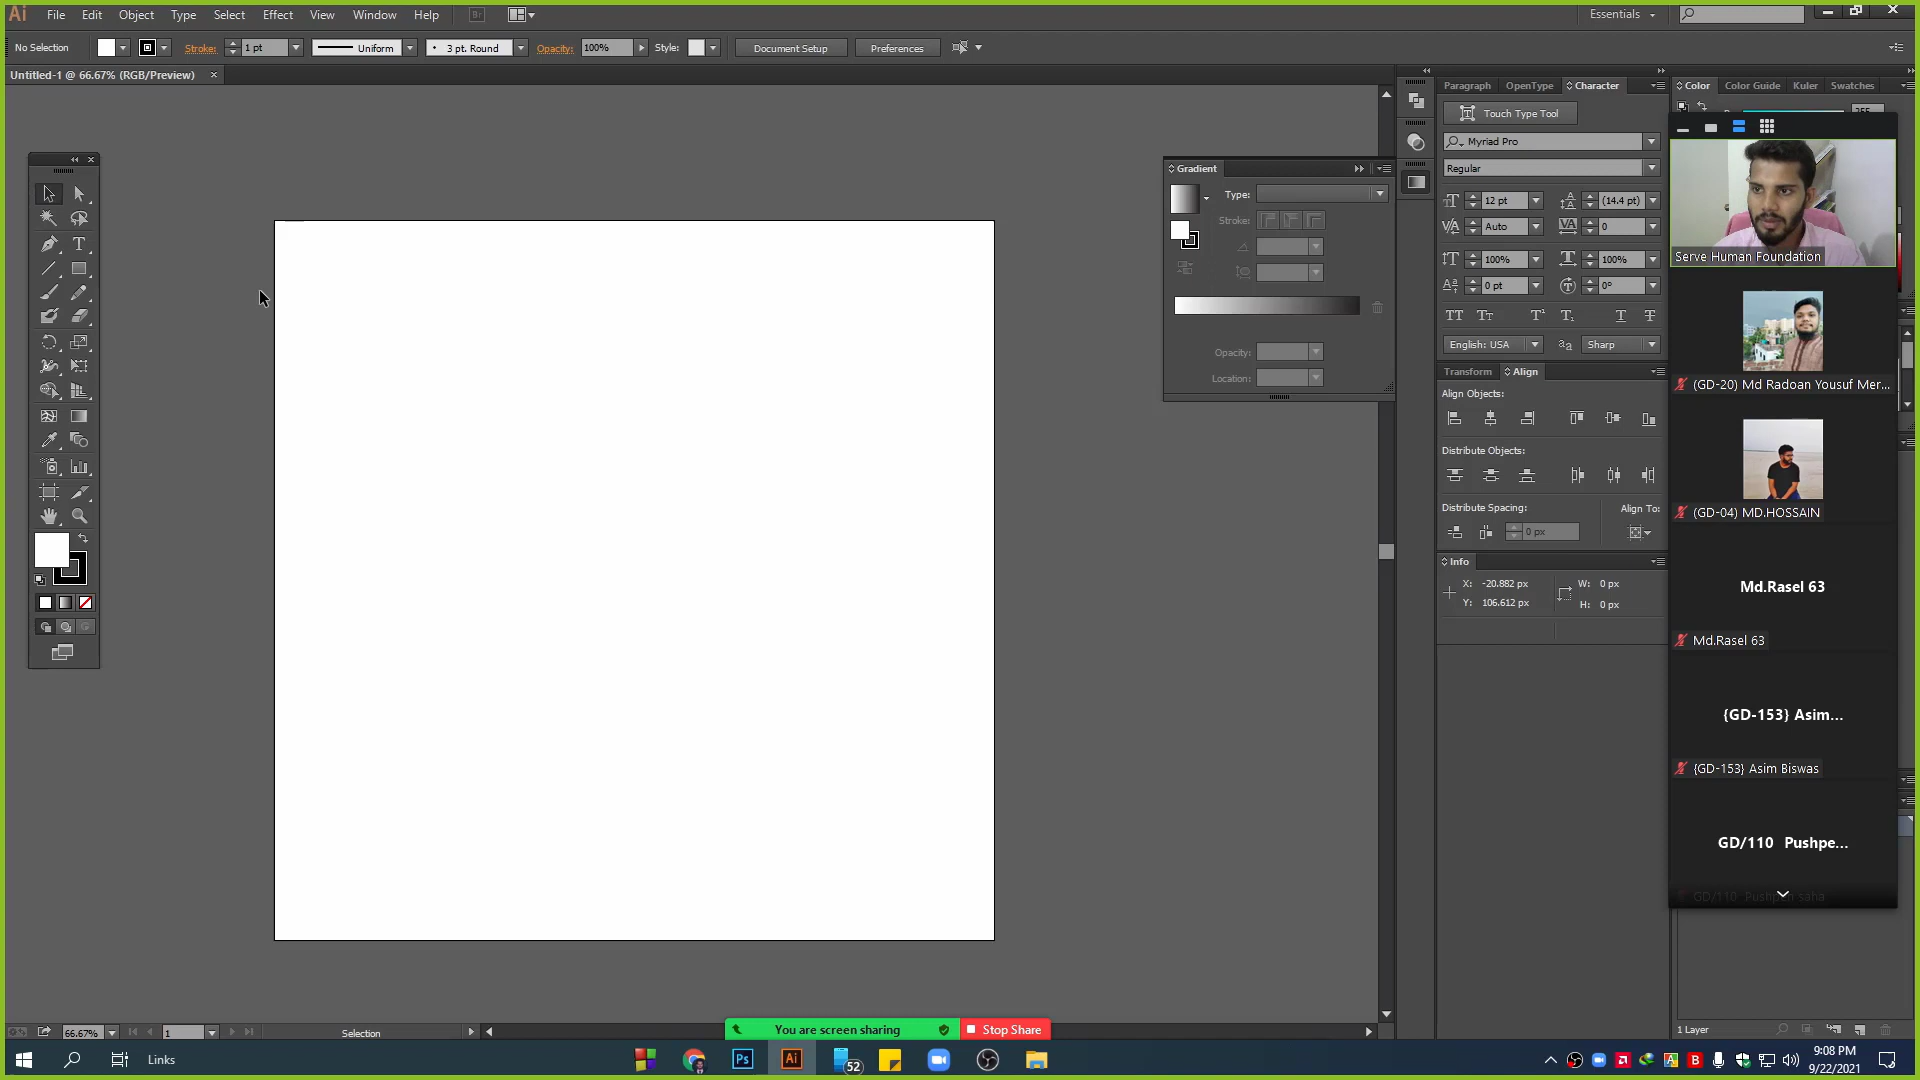 Ai File Edit Object Type Select Effect View Window Help Br Essentials
No Selection Stroke: 1 pt Uniform 3 pt. Round Opacity: 100% Style: Document Setup Preferences
Untitled-1 @ 66.67% (RGB/Preview)
Paragraph OpenType Character
Color Color Guide Kuler Swatches
Touch Type Tool
Myriad Pro
Regular
12 pt (14.4 pt)
Auto 0
100% 100%
0 pt 0°
English: USA Sharp
Gradient
Type:
Stroke:
Opacity:
Location:
Transform Align
Align Objects:
Distribute Objects:
Distribute Spacing: Align To:
0 px
Info
X: -20.882 px W: 0 px
Y: 106.612 px H: 0 px
Serve Human Foundation
(GD-20) Md Radoan Yousuf Mer...
(GD-04) MD.HOSSAIN
Md.Rasel 63
Md.Rasel 63
{GD-153} Asim...
{GD-153} Asim Biswas
GD/110 Pushpe...
1 Layer
66.67% 1 Selection
You are screen sharing Stop Share
Links
Ps Ai 52
9:08 PM
9/22/2021